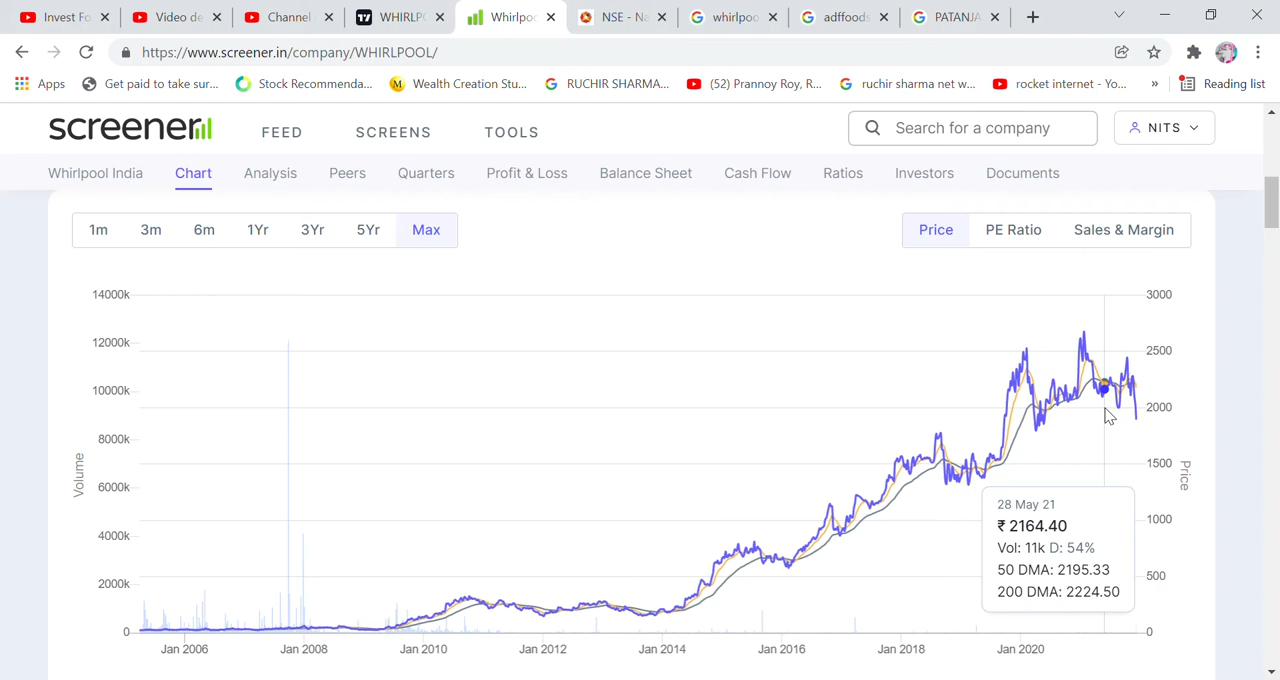 Invest Fo
Video de
Channel
WHIRLPO
Whirlpoo
NSE - Na
whirlpoo
adffoods
PATANJA
https://www.screener.in/company/WHIRLPOOL/
Apps
Get paid to take sur...
Stock Recommenda...
Wealth Creation Stu...
RUCHIR SHARMA...
(52) Prannoy Roy, R...
ruchir sharma net w...
rocket internet - Yo...
»
Reading list
screener
FEED
SCREENS
TOOLS
Search for a company
NITS
Whirlpool India
Chart
Analysis
Peers
Quarters
Profit & Loss
Balance Sheet
Cash Flow
Ratios
Investors
Documents
1m
3m
6m
1Yr
3Yr
5Yr
Max
Price
PE Ratio
Sales & Margin
14000k
12000k
10000k
8000k
6000k
4000k
2000k
0
Volume
3000
2500
2000
1500
1000
500
0
Price
28 May 21
₹ 2164.40
Vol: 11k D: 54%
50 DMA: 2195.33
200 DMA: 2224.50
Jan 2006
Jan 2008
Jan 2010
Jan 2012
Jan 2014
Jan 2016
Jan 2018
Jan 2020